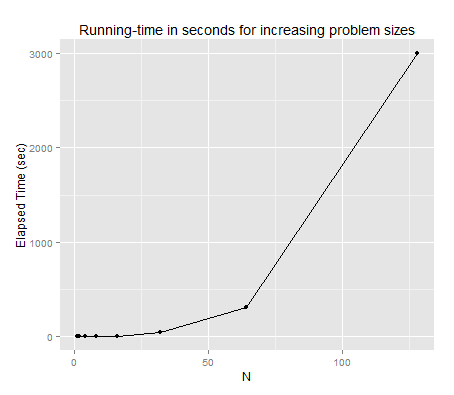 Running-time in seconds for increasing problem sizes
3000
2000
1000
0
Elapsed Time (sec)
0 50 100
N